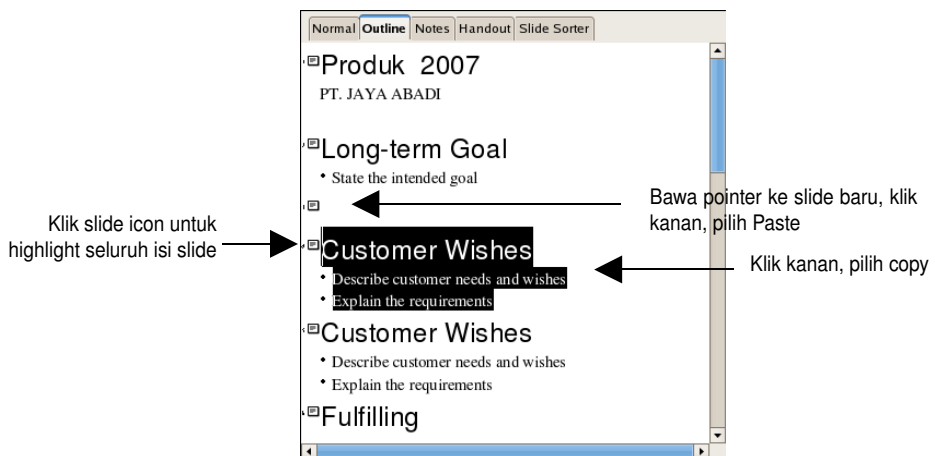 Normal Outline Notes Handout Slide Sorter
Produk 2007
PT. JAYA ABADI
Long-term Goal
• State the intended goal
Bawa pointer ke slide baru, klik
kanan, pilih Paste
Klik slide icon untuk
highlight seluruh isi slide
Customer Wishes
• Describe customer needs and wishes
• Explain the requirements
Klik kanan, pilih copy
Customer Wishes
• Describe customer needs and wishes
• Explain the requirements
Fulfilling